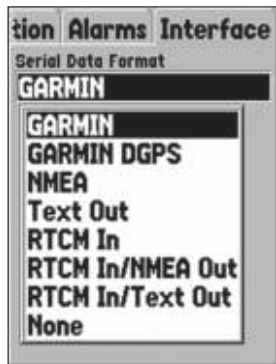 tion Alarms Interface
Serial Data Format
GARMIN
GARMIN
GARMIN DGPS
NMEA
Text Out
RTCM In
RTCM In/NMEA Out
RTCM In/Text Out
None